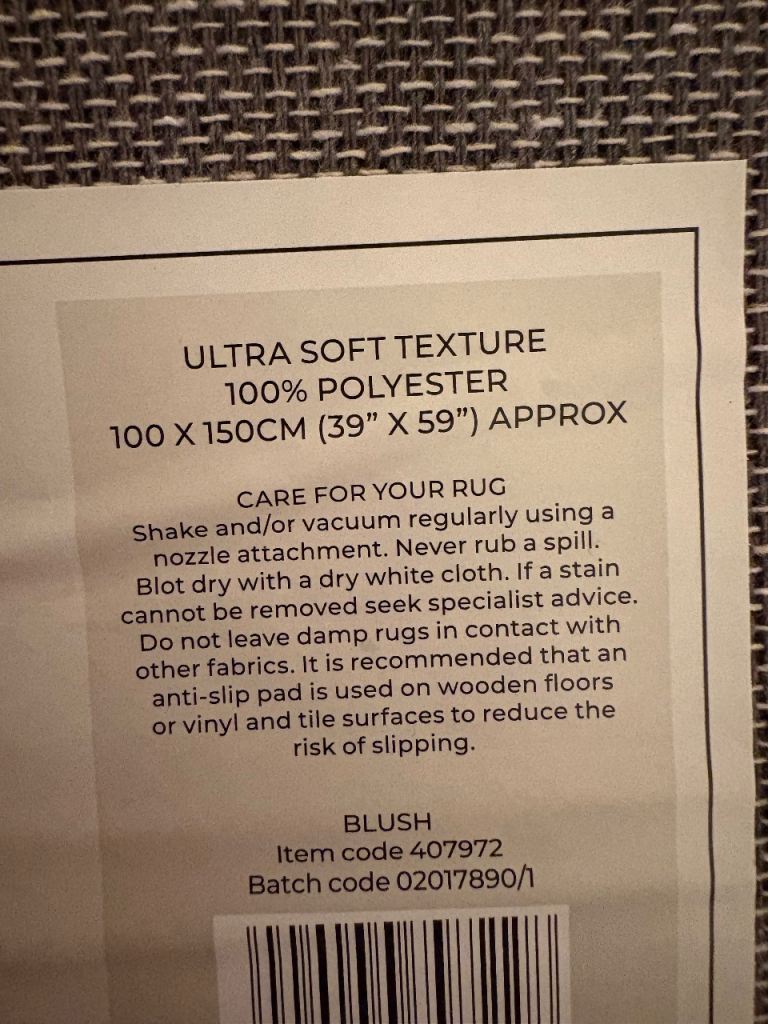 ULTRA SOFT TEXTURE
100% POLYESTER
100 X 150CM (39” X 59”) APPROX
CARE FOR YOUR RUG
Shake and/or vacuum regularly using a
nozzle attachment. Never rub a spill.
Blot dry with a dry white cloth. If a stain
cannot be removed seek specialist advice.
Do not leave damp rugs in contact with
other fabrics. It is recommended that an
anti-slip pad is used on wooden floors
or vinyl and tile surfaces to reduce the
risk of slipping.
BLUSH
Item code 407972
Batch code 02017890/1